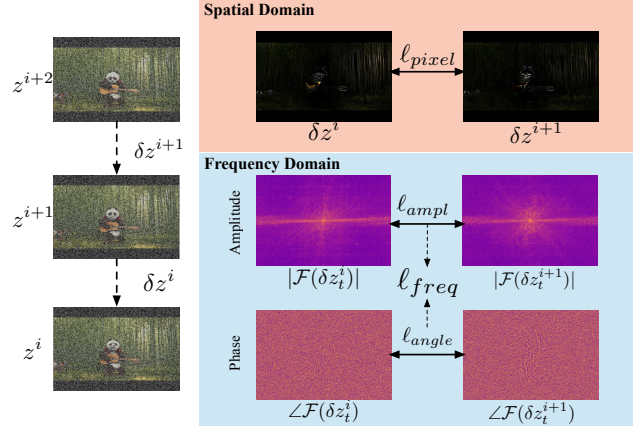 z^{i+2}
δz^{i+1}
z^{i+1}
δz^i
z^i
Spatial Domain
ℓ_{pixel}
δz^i
δz^{i+1}
Frequency Domain
Amplitude
ℓ_{ampl}
|ℱ(δz_t^i)|
|ℱ(δz_t^{i+1})|
ℓ_{freq}
Phase
ℓ_{angle}
∠ℱ(δz_t^i)
∠ℱ(δz_t^{i+1})